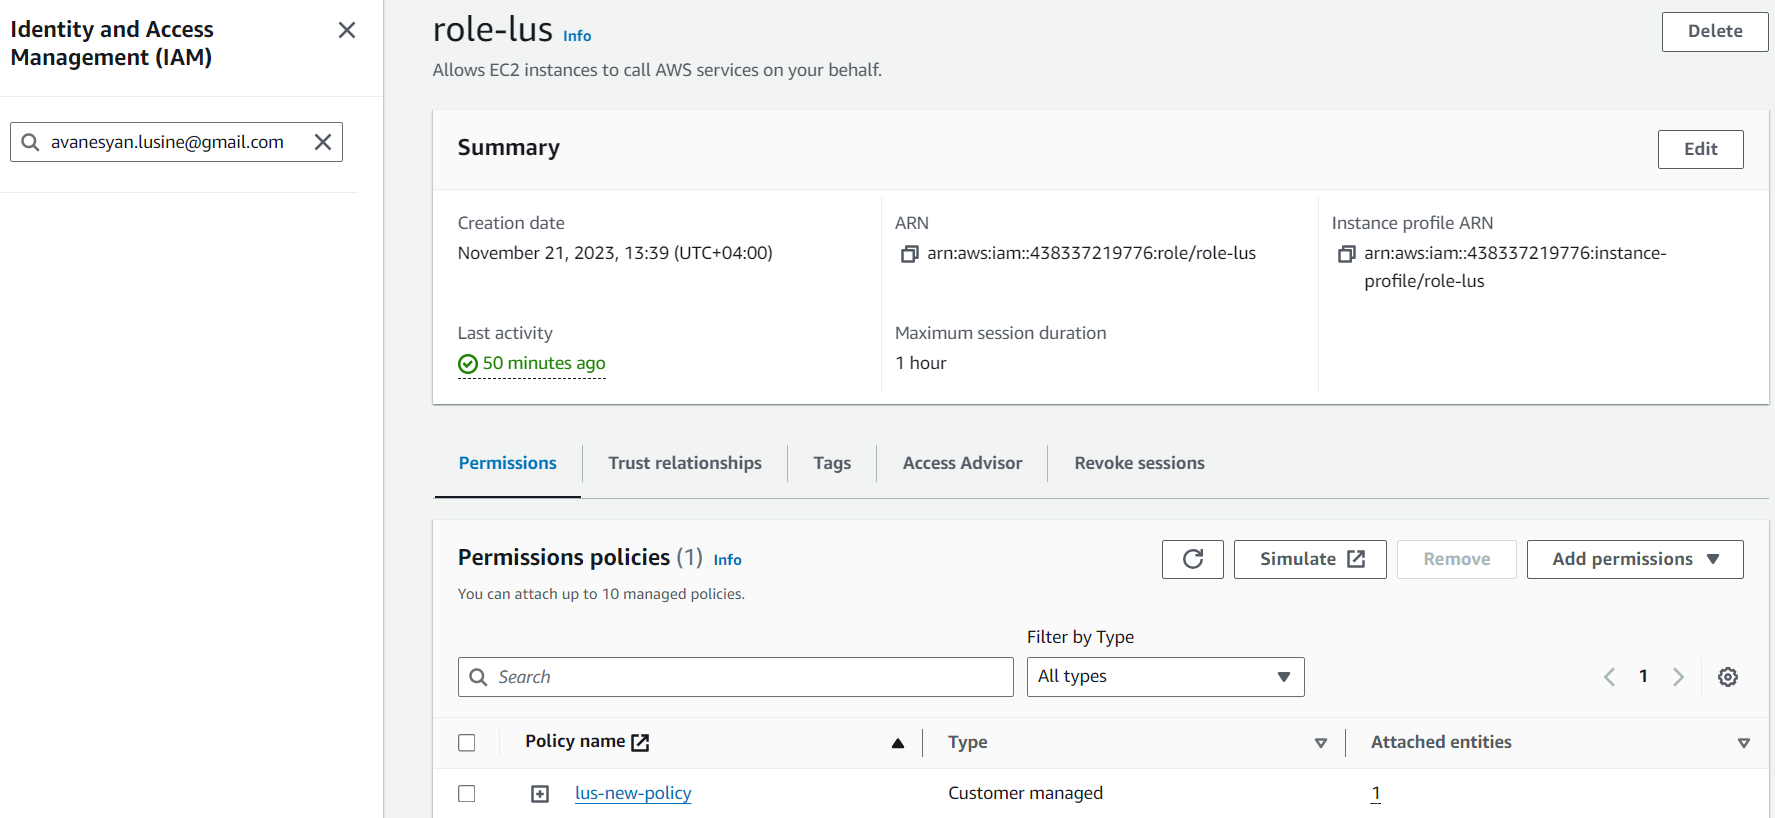 Identity and Access
Management (IAM)
avanesyan.lusine@gmail.com
role-lus Info
Delete
Allows EC2 instances to call AWS services on your behalf.
Summary
Edit
Creation date
November 21, 2023, 13:39 (UTC+04:00)
ARN
arn:aws:iam::438337219776:role/role-lus
Instance profile ARN
arn:aws:iam::438337219776:instance-
profile/role-lus
Last activity
50 minutes ago
Maximum session duration
1 hour
Permissions
Trust relationships
Tags
Access Advisor
Revoke sessions
Permissions policies (1) Info
You can attach up to 10 managed policies.
Simulate
Remove
Add permissions
Filter by Type
Search
All types
1
Policy name
Type
Attached entities
lus-new-policy
Customer managed
1